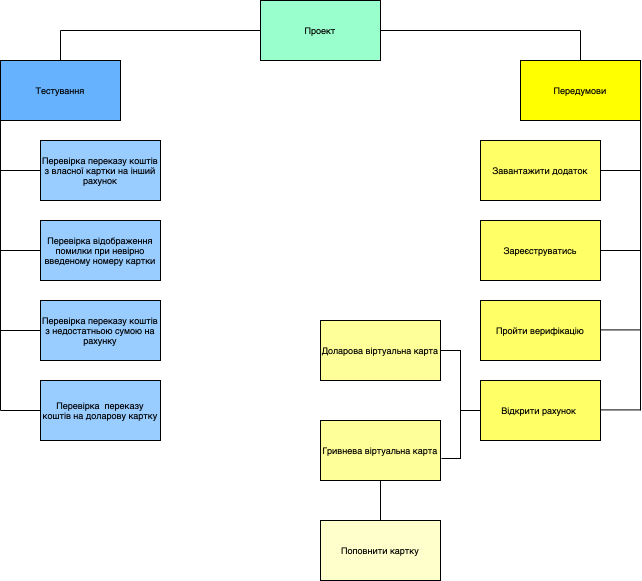 Проект
Тестування
Передумови
Перевірка переказу коштів
з власної картки на інший
рахунок
Завантажити додаток
Перевірка відображення
помилки при невірно
введеному номеру картки
Зареєструватись
Перевірка переказу коштів
з недостатньою сумою на
рахунку
Пройти верифікацію
Доларова віртуальна карта
Перевірка  переказу
коштів на доларову картку
Відкрити рахунок
Гривнева віртуальна карта
Поповнити картку